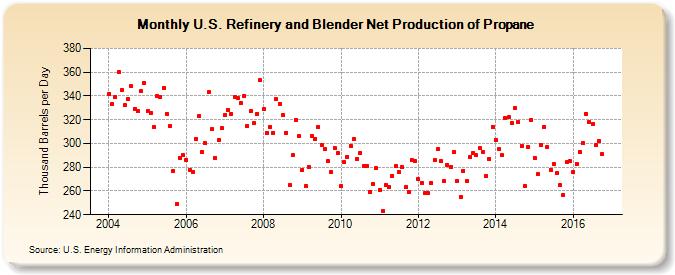 Monthly U.S. Refinery and Blender Net Production of Propane
Thousand Barrels per Day
380
360
340
320
300
280
260
240
2004 2006 2008 2010 2012 2014 2016
Source: U.S. Energy Information Administration